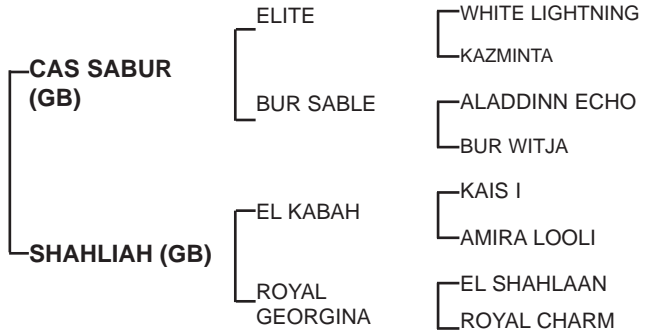 ELITE
WHITE LIGHTNING
CAS SABUR
(GB)
KAZMINTA
BUR SABLE
ALADDINN ECHO
BUR WITJA
EL KABAH
KAIS I
AMIRA LOOLI
SHAHLIAH (GB)
ROYAL
GEORGINA
EL SHAHLAAN
ROYAL CHARM